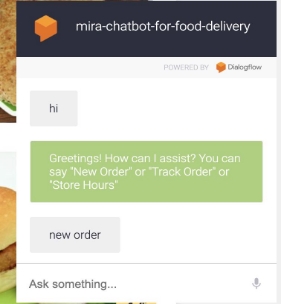 mira-chatbot-for-food-delivery
POWERED BY Dialogflow
hi
Greetings! How can I assist? You can
say "New Order" or "Track Order" or
"Store Hours"
new order
Ask something...